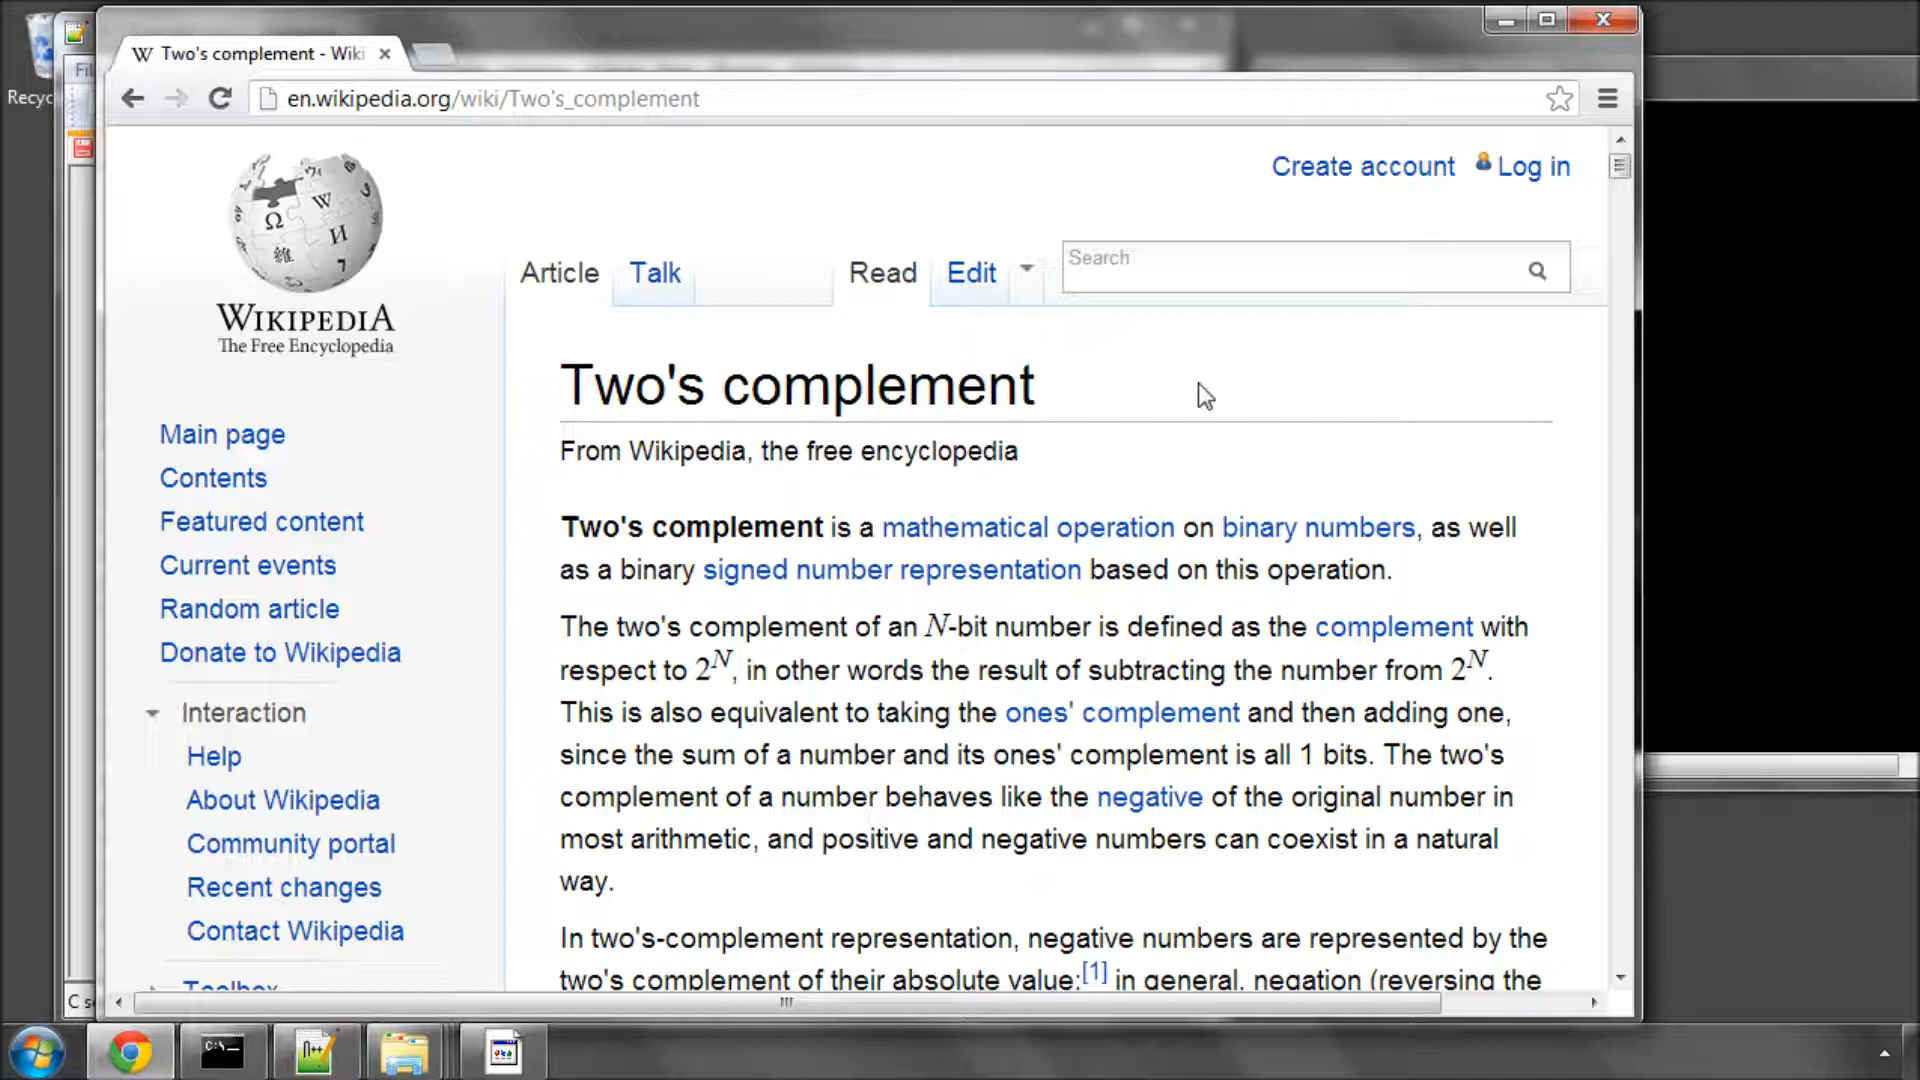 Two's complement - Wiki
en.wikipedia.org/wiki/Two's_complement
Recyc
Fil
Create account Log in
WIKIPEDIA
The Free Encyclopedia
Article Talk Read Edit Search
Main page
Contents
Featured content
Current events
Random article
Donate to Wikipedia
Interaction
Help
About Wikipedia
Community portal
Recent changes
Contact Wikipedia
Toolbox
Two's complement
From Wikipedia, the free encyclopedia
Two's complement is a mathematical operation on binary numbers, as well
as a binary signed number representation based on this operation.
The two's complement of an N-bit number is defined as the complement with
respect to 2^N, in other words the result of subtracting the number from 2^N.
This is also equivalent to taking the ones' complement and then adding one,
since the sum of a number and its ones' complement is all 1 bits. The two's
complement of a number behaves like the negative of the original number in
most arithmetic, and positive and negative numbers can coexist in a natural
way.
In two's-complement representation, negative numbers are represented by the
two's complement of their absolute value;[1] in general, negation (reversing the
C s